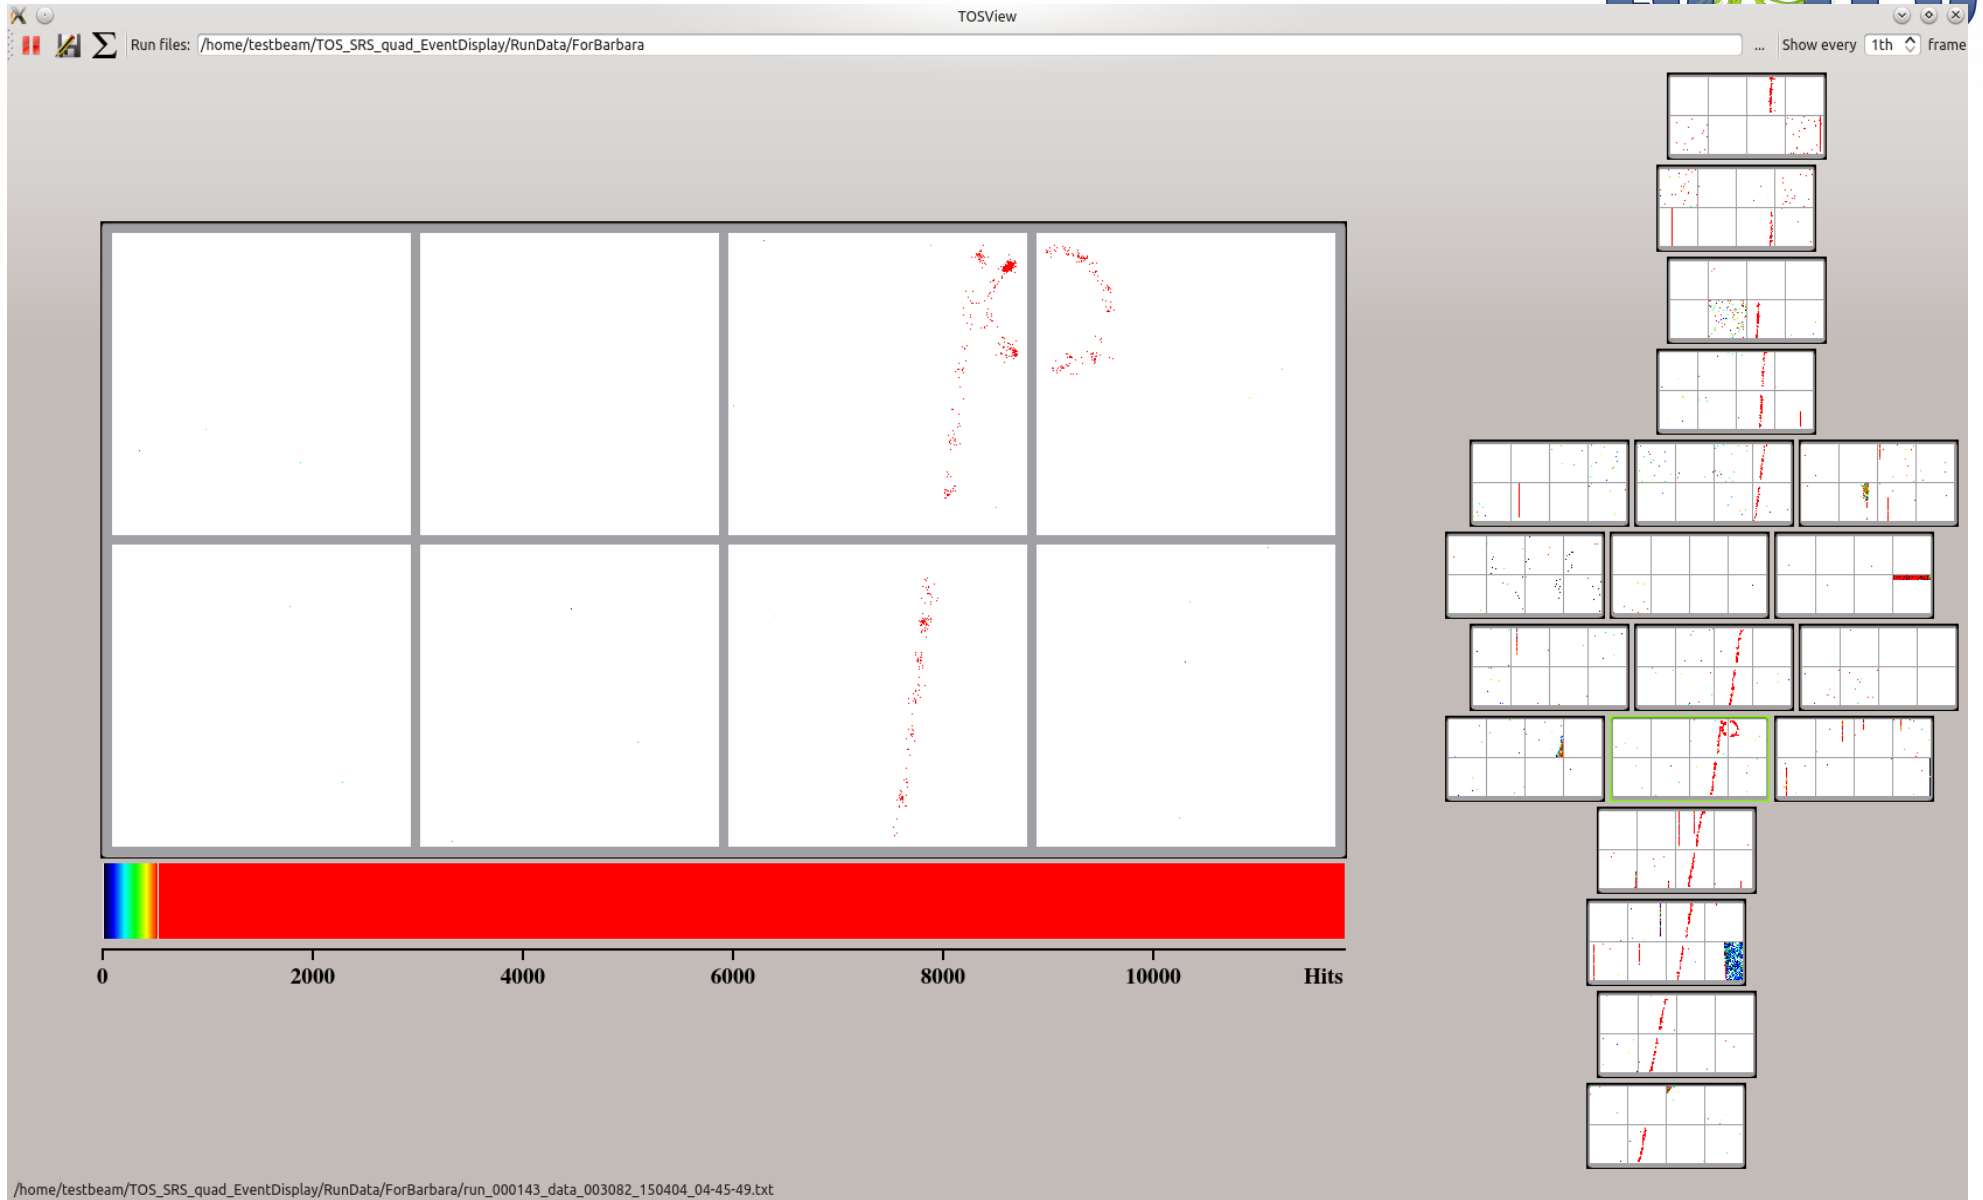 TOSView
Run files: /home/testbeam/TOS_SRS_quad_EventDisplay/RunData/ForBarbara ... Show every 1th frame
0 2000 4000 6000 8000 10000 Hits
/home/testbeam/TOS_SRS_quad_EventDisplay/RunData/ForBarbara/run_000143_data_003082_150404_04-45-49.txt